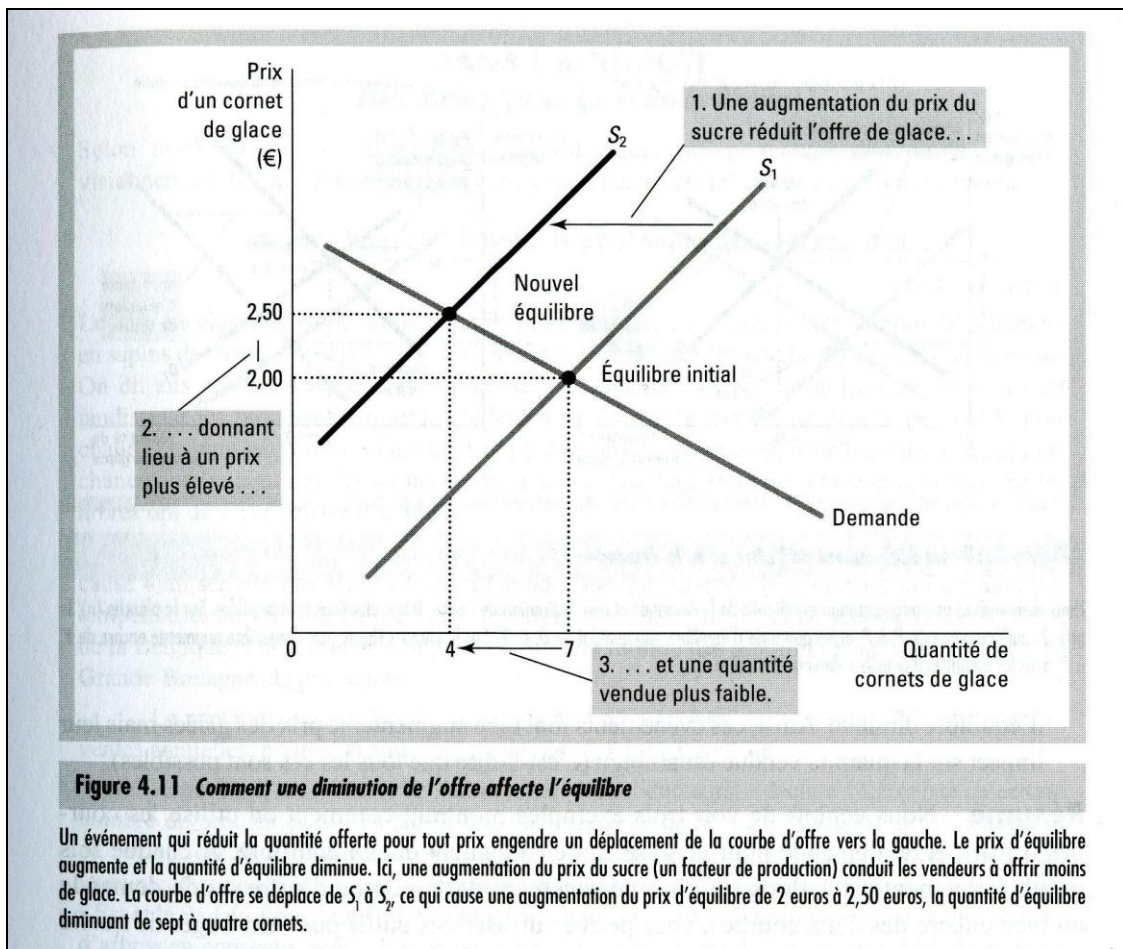 Prix
d'un cornet
de glace
(€)
1. Une augmentation du prix du
sucre réduit l'offre de glace. . .
S2
S1
Nouvel
équilibre
2,50
Équilibre initial
2,00
2. . . . donnant
lieu à un prix
plus élevé . . .
Demande
0
4
7
3. . . . et une quantité
vendue plus faible.
Quantité de
cornets de glace
Figure 4.11 Comment une diminution de l'offre affecte l'équilibre
Un événement qui réduit la quantité offerte pour tout prix engendre un déplacement de la courbe d'offre vers la gauche. Le prix d'équilibre
augmente et la quantité d'équilibre diminue. Ici, une augmentation du prix du sucre (un facteur de production) conduit les vendeurs à offrir moins
de glace. La courbe d'offre se déplace de S1 à S2, ce qui cause une augmentation du prix d'équilibre de 2 euros à 2,50 euros, la quantité d'équilibre
diminuant de sept à quatre cornets.